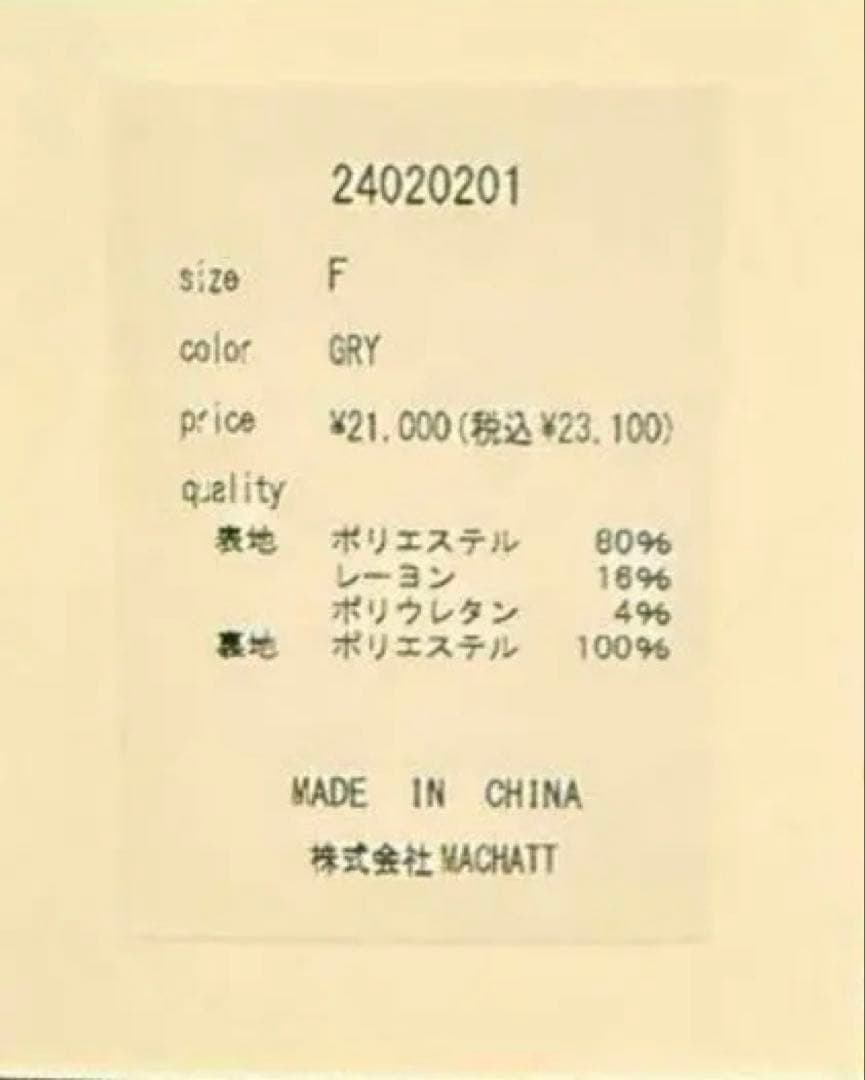 24020201
size F
color GRY
price ¥21,000(税込¥23,100)
quality
表地 ポリエステル 80%
レーヨン 16%
ポリウレタン 4%
裏地 ポリエステル 100%
MADE IN CHINA
株式会社MACHATT